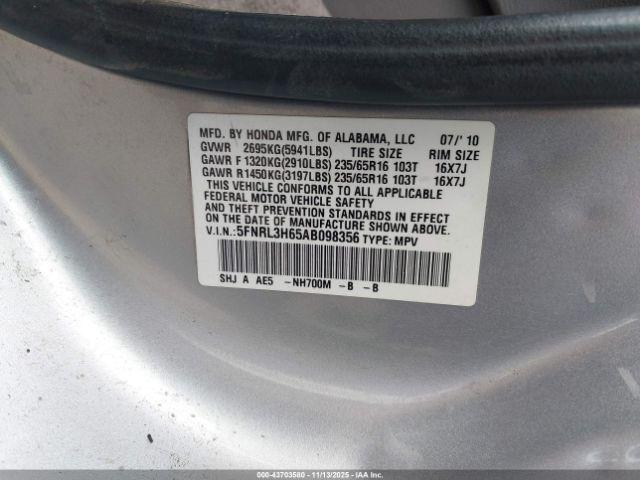 MFD. BY HONDA MFG. OF ALABAMA, LLC 07/'10
GVWR 2695KG(5941LBS) TIRE SIZE RIM SIZE
GAWR F 1320KG(2910LBS) 235/65R16 103T 16X7J
GAWR R 1450KG(3197LBS) 235/65R16 103T 16X7J
THIS VEHICLE CONFORMS TO ALL APPLICABLE
FEDERAL MOTOR VEHICLE SAFETY
AND THEFT PREVENTION STANDARDS IN EFFECT
ON THE DATE OF MANUFACTURE SHOWN ABOVE.
V.I.N.:5FNRL3H65AB098356 TYPE: MPV
SHJ A AE5 -NH700M -B -B
000-43703580 - 11/13/2025 - IAA Inc.